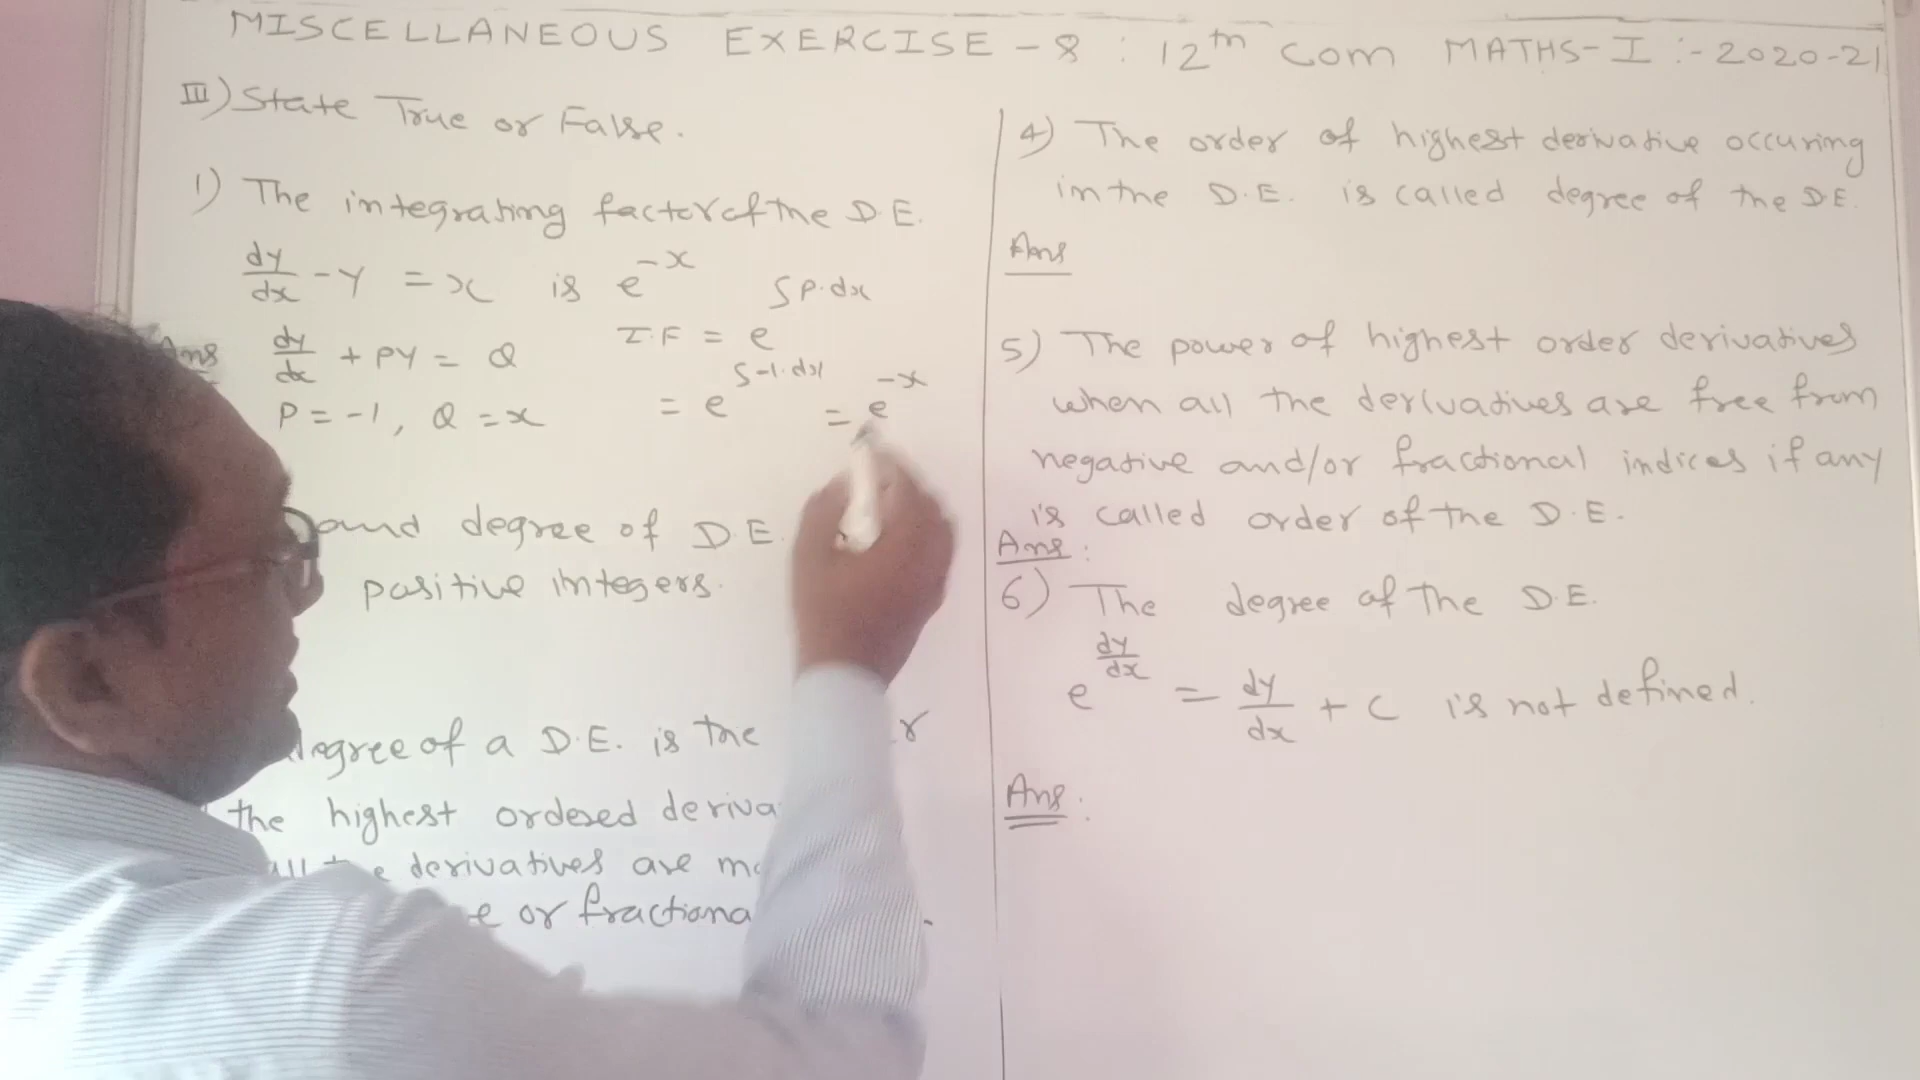 MISCELLANEOUS EXERCISE - 8 : 12th Com MATHS-I :- 2020-21
III) State True or False.
1) The integrating factor of the D.E.
dy/dx - y = x is e^-x
Ans dy/dx + Py = Q
P = -1, Q = x
I.F = e^∫P.dx
= e^∫-1.dx = e^-x
and degree of D.E.
positive integers.
degree of a D.E. is the
the highest ordered
all the derivatives are
or
4) The order of highest derivative occuring
in the D.E. is called degree of the D.E.
Ans
5) The power of highest order derivatives
when all the derivatives are free from
negative and/or fractional indices if any
is called order of the D.E.
Ans:
6) The degree of the D.E.
e^dy/dx = dy/dx + c is not defined.
Ans: